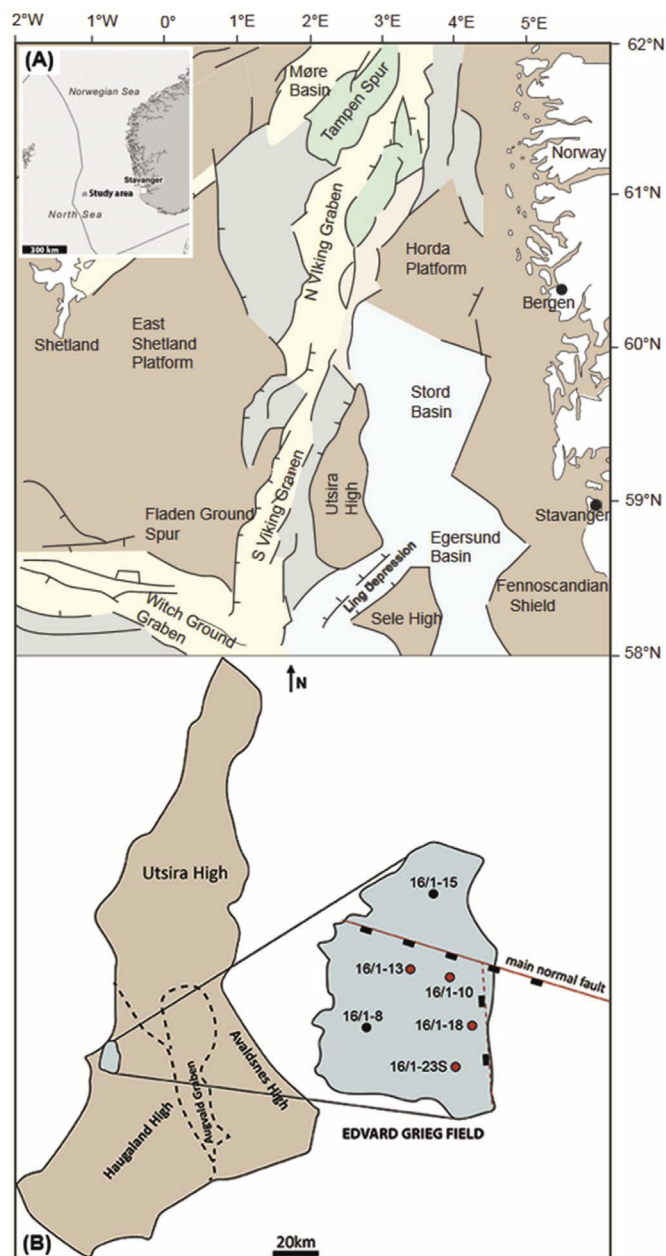 2°W 1°W 0° 1°E 2°E 3°E 4°E 5°E
62°N
(A)
Norwegian Sea
Stavanger
Study area
North Sea
300 km
Møre
Basin
Tampen Spur
Norway
61°N
N Viking Graben
Horda
Platform
Bergen
Shetland
East
Shetland
Platform
60°N
Stord
Basin
Utsira
High
S Viking Graben
59°N
Fladen Ground
Spur
Stavanger
Egersund
Basin
Ling Depression
Fennoscandian
Shield
Witch Ground
Graben
Sele High
58°N
N
Utsira High
16/1-15
main normal fault
16/1-13
16/1-10
16/1-8
16/1-18
16/1-23S
Avaldsnes High
Augvald Graben
Haugaland High
EDVARD GRIEG FIELD
(B)
20km